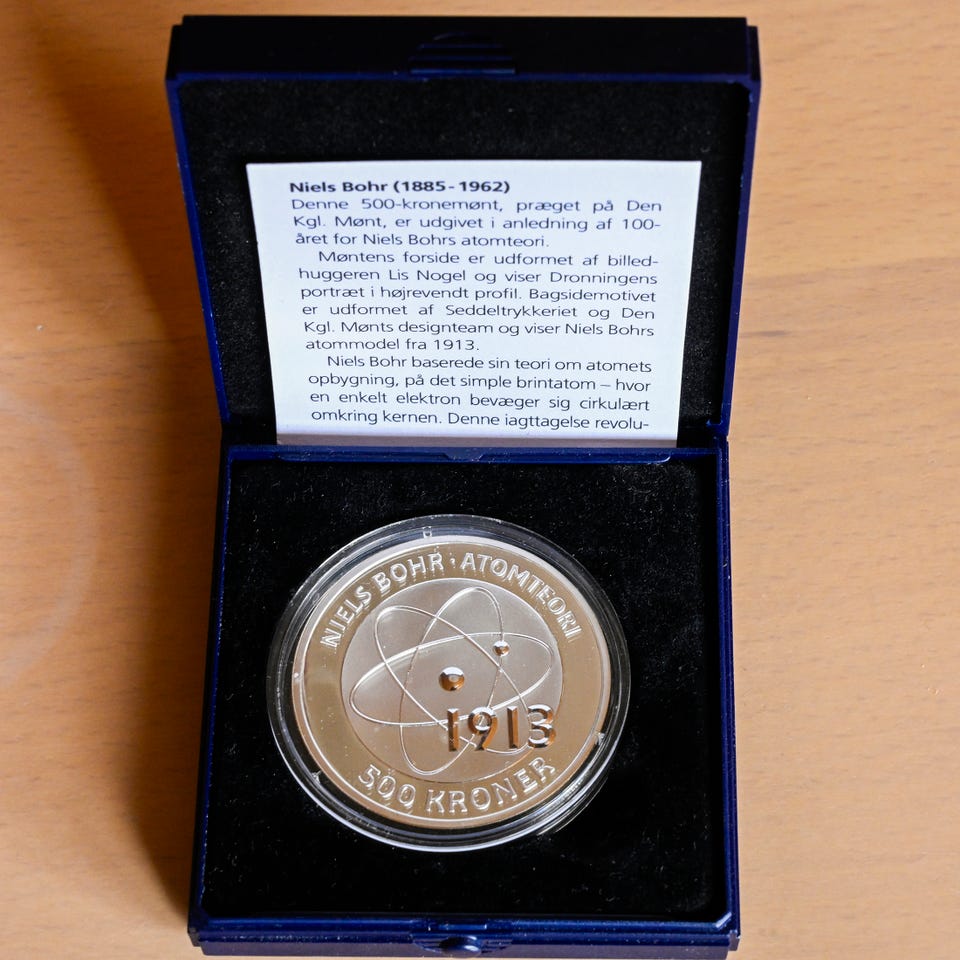 Niels Bohr (1885-1962)
Denne 500-kronemønt, præget på Den
Kgl. Mønt, er udgivet i anledning af 100-
året for Niels Bohrs atomteori.
Møntens forside er udformet af billed-
huggeren Lis Nogel og viser Dronningens
portræt i højrevendt profil. Bagsidemotivet
er udformet af Seddeltrykkeriet og Den
Kgl. Mønts designteam og viser Niels Bohrs
atommodel fra 1913.
Niels Bohr baserede sin teori om atomets
opbygning, på det simple brintatom – hvor
en enkelt elektron bevæger sig cirkulært
omkring kernen. Denne iagttagelse revolu-
NIELS BOHR · ATOMTEORI
1913
500 KRONER